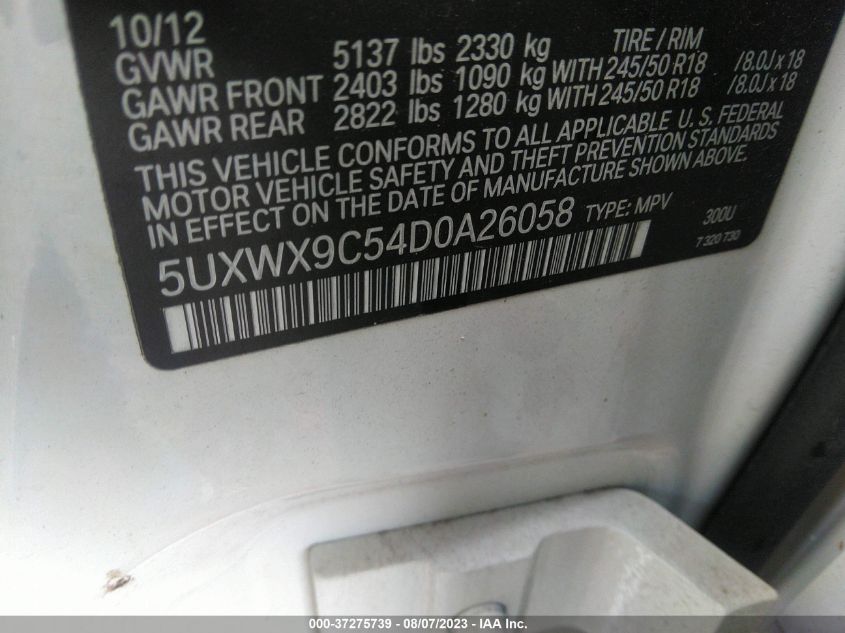 10/12
GVWR 5137 lbs 2330 kg TIRE / RIM
GAWR FRONT 2403 lbs 1090 kg WITH 245/50 R18 /8.0J x 18
GAWR REAR 2822 lbs 1280 kg WITH 245/50 R18 /8.0J x 18
THIS VEHICLE CONFORMS TO ALL APPLICABLE U. S. FEDERAL
MOTOR VEHICLE SAFETY AND THEFT PREVENTION STANDARDS
IN EFFECT ON THE DATE OF MANUFACTURE SHOWN ABOVE.
5UXWX9C54D0A26058 TYPE: MPV 300U
7 320 730
000-37275739 - 08/07/2023 - IAAI Inc.